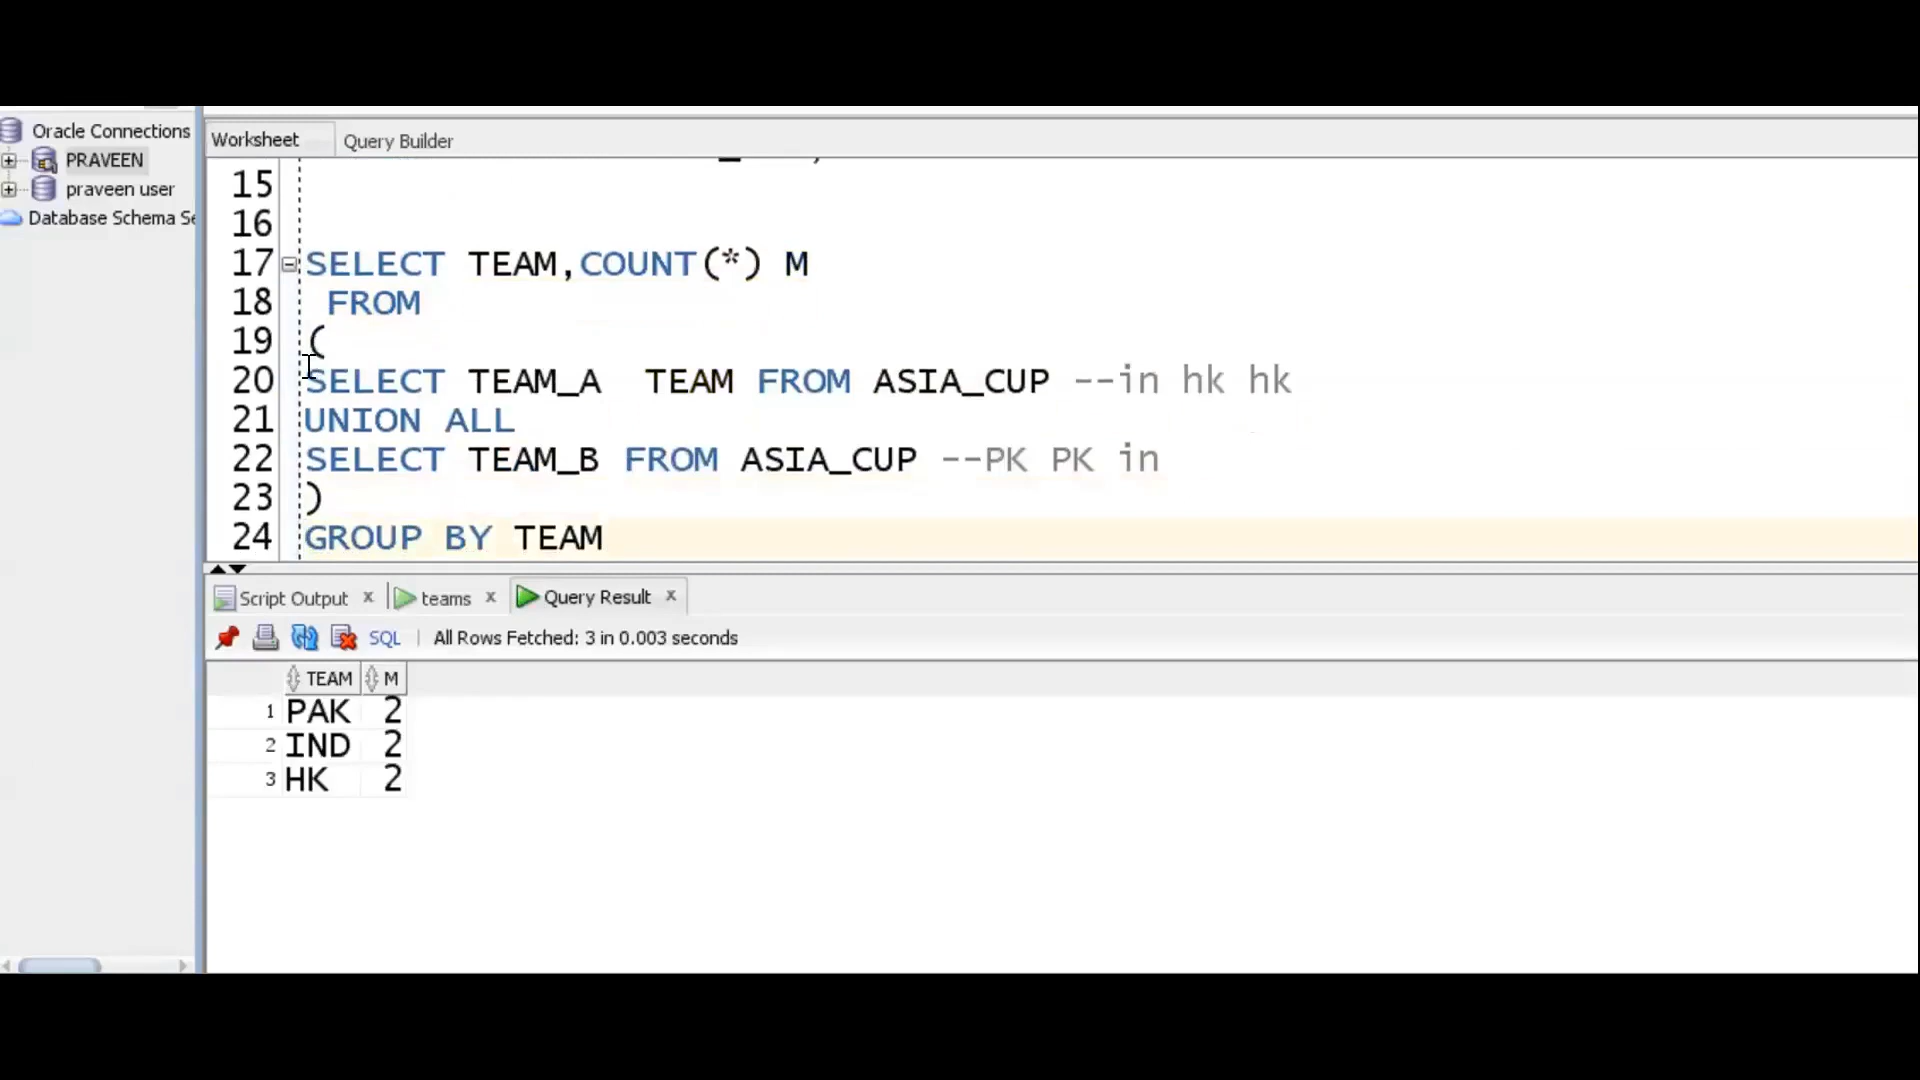 Oracle Connections
PRAVEEN
praveen user
Database Schema Se
Worksheet
Query Builder
15
16
17 SELECT TEAM,COUNT(*) M
18 FROM
19 (
20 SELECT TEAM_A  TEAM FROM ASIA_CUP --in hk hk
21 UNION ALL
22 SELECT TEAM_B FROM ASIA_CUP --PK PK in
23 )
24 GROUP BY TEAM
Script Output x teams x Query Result x
SQL | All Rows Fetched: 3 in 0.003 seconds
TEAM M
1 PAK 2
2 IND 2
3 HK 2